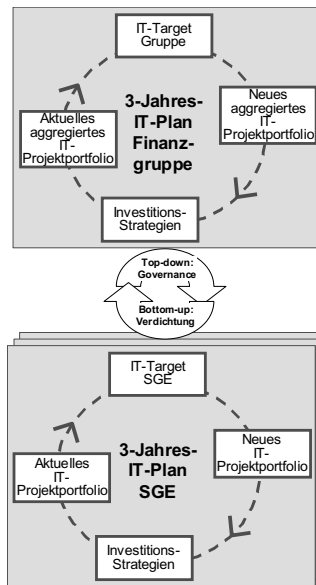 IT-Target
Gruppe
Aktuelles
aggregiertes
IT-
Projektportfolio
3-Jahres-
IT-Plan
Finanz-
gruppe
Neues
aggregiertes
IT-
Projektportfolio
Investitions-
Strategien
Top-down:
Governance
Bottom-up:
Verdichtung
IT-Target
SGE
Aktuelles
IT-
Projektportfolio
3-Jahres-
IT-Plan
SGE
Neues
IT-
Projektportfolio
Investitions-
Strategien